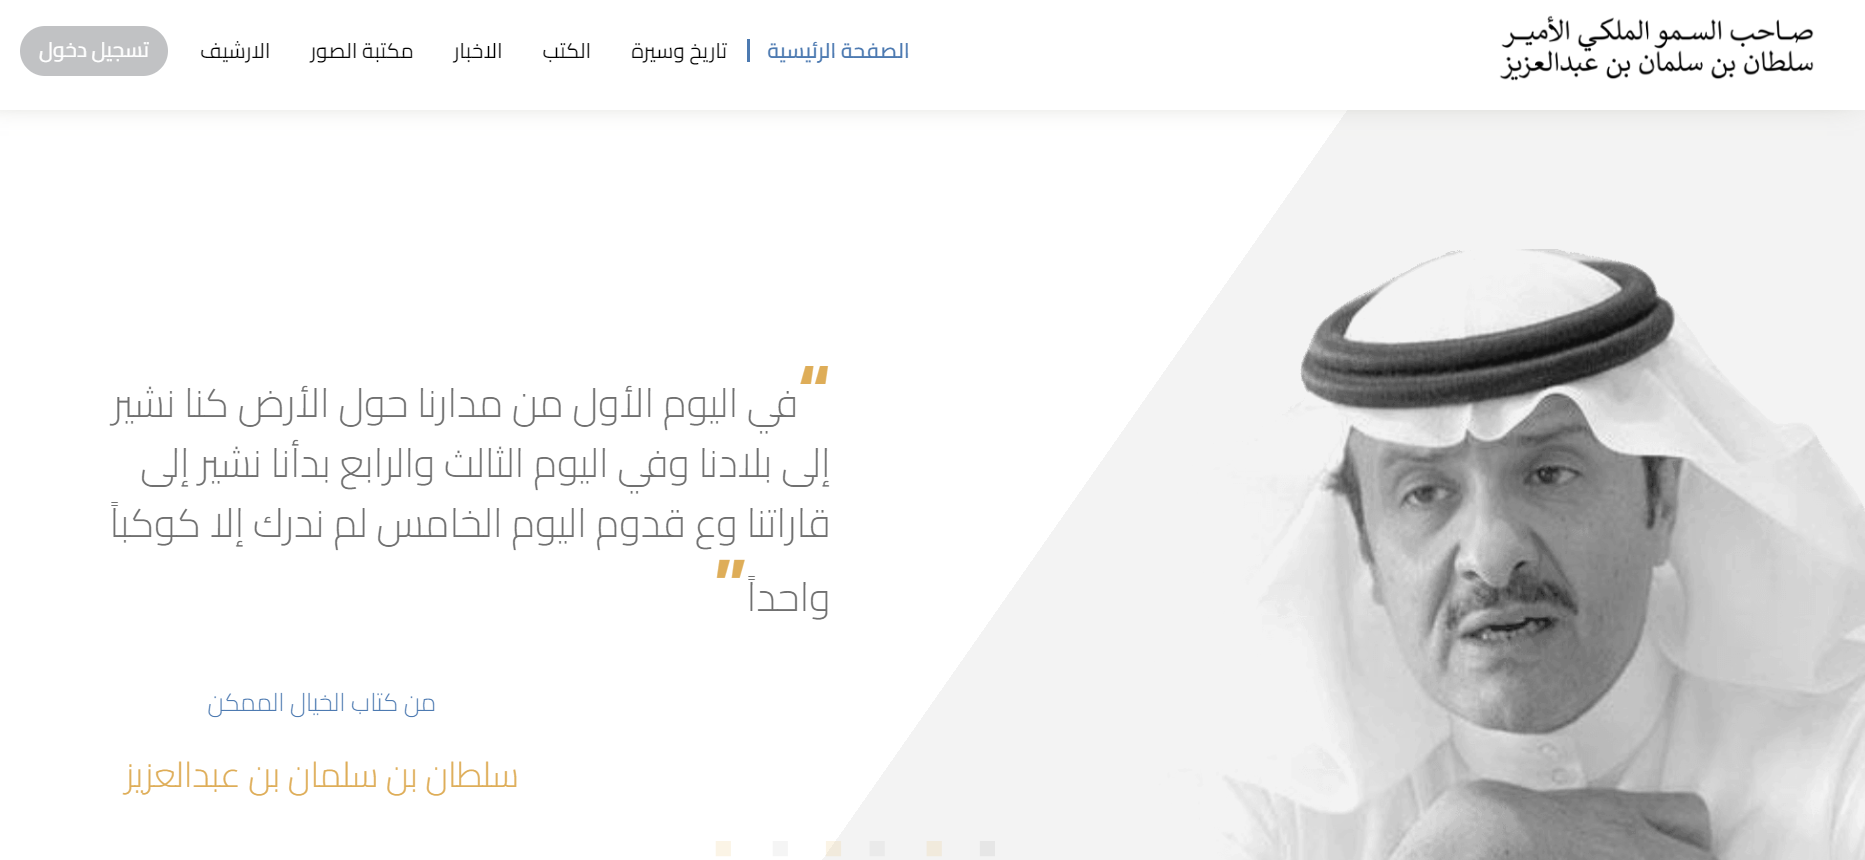 صاحب السمو الملكي الأمير
سلطان بن سلمان بن عبدالعزيز
الصفحة الرئيسية
تاريخ وسيرة
الكتب
الاخبار
مكتبة الصور
الارشيف
تسجيل دخول
"في اليوم الأول من مدارنا حول الأرض كنا نشير
إلى بلادنا وفي اليوم الثالث والرابع بدأنا نشير إلى
قاراتنا وع قدوم اليوم الخامس لم ندرك إلا كوكباً
واحداً"
من كتاب الخيال الممكن
سلطان بن سلمان بن عبدالعزيز